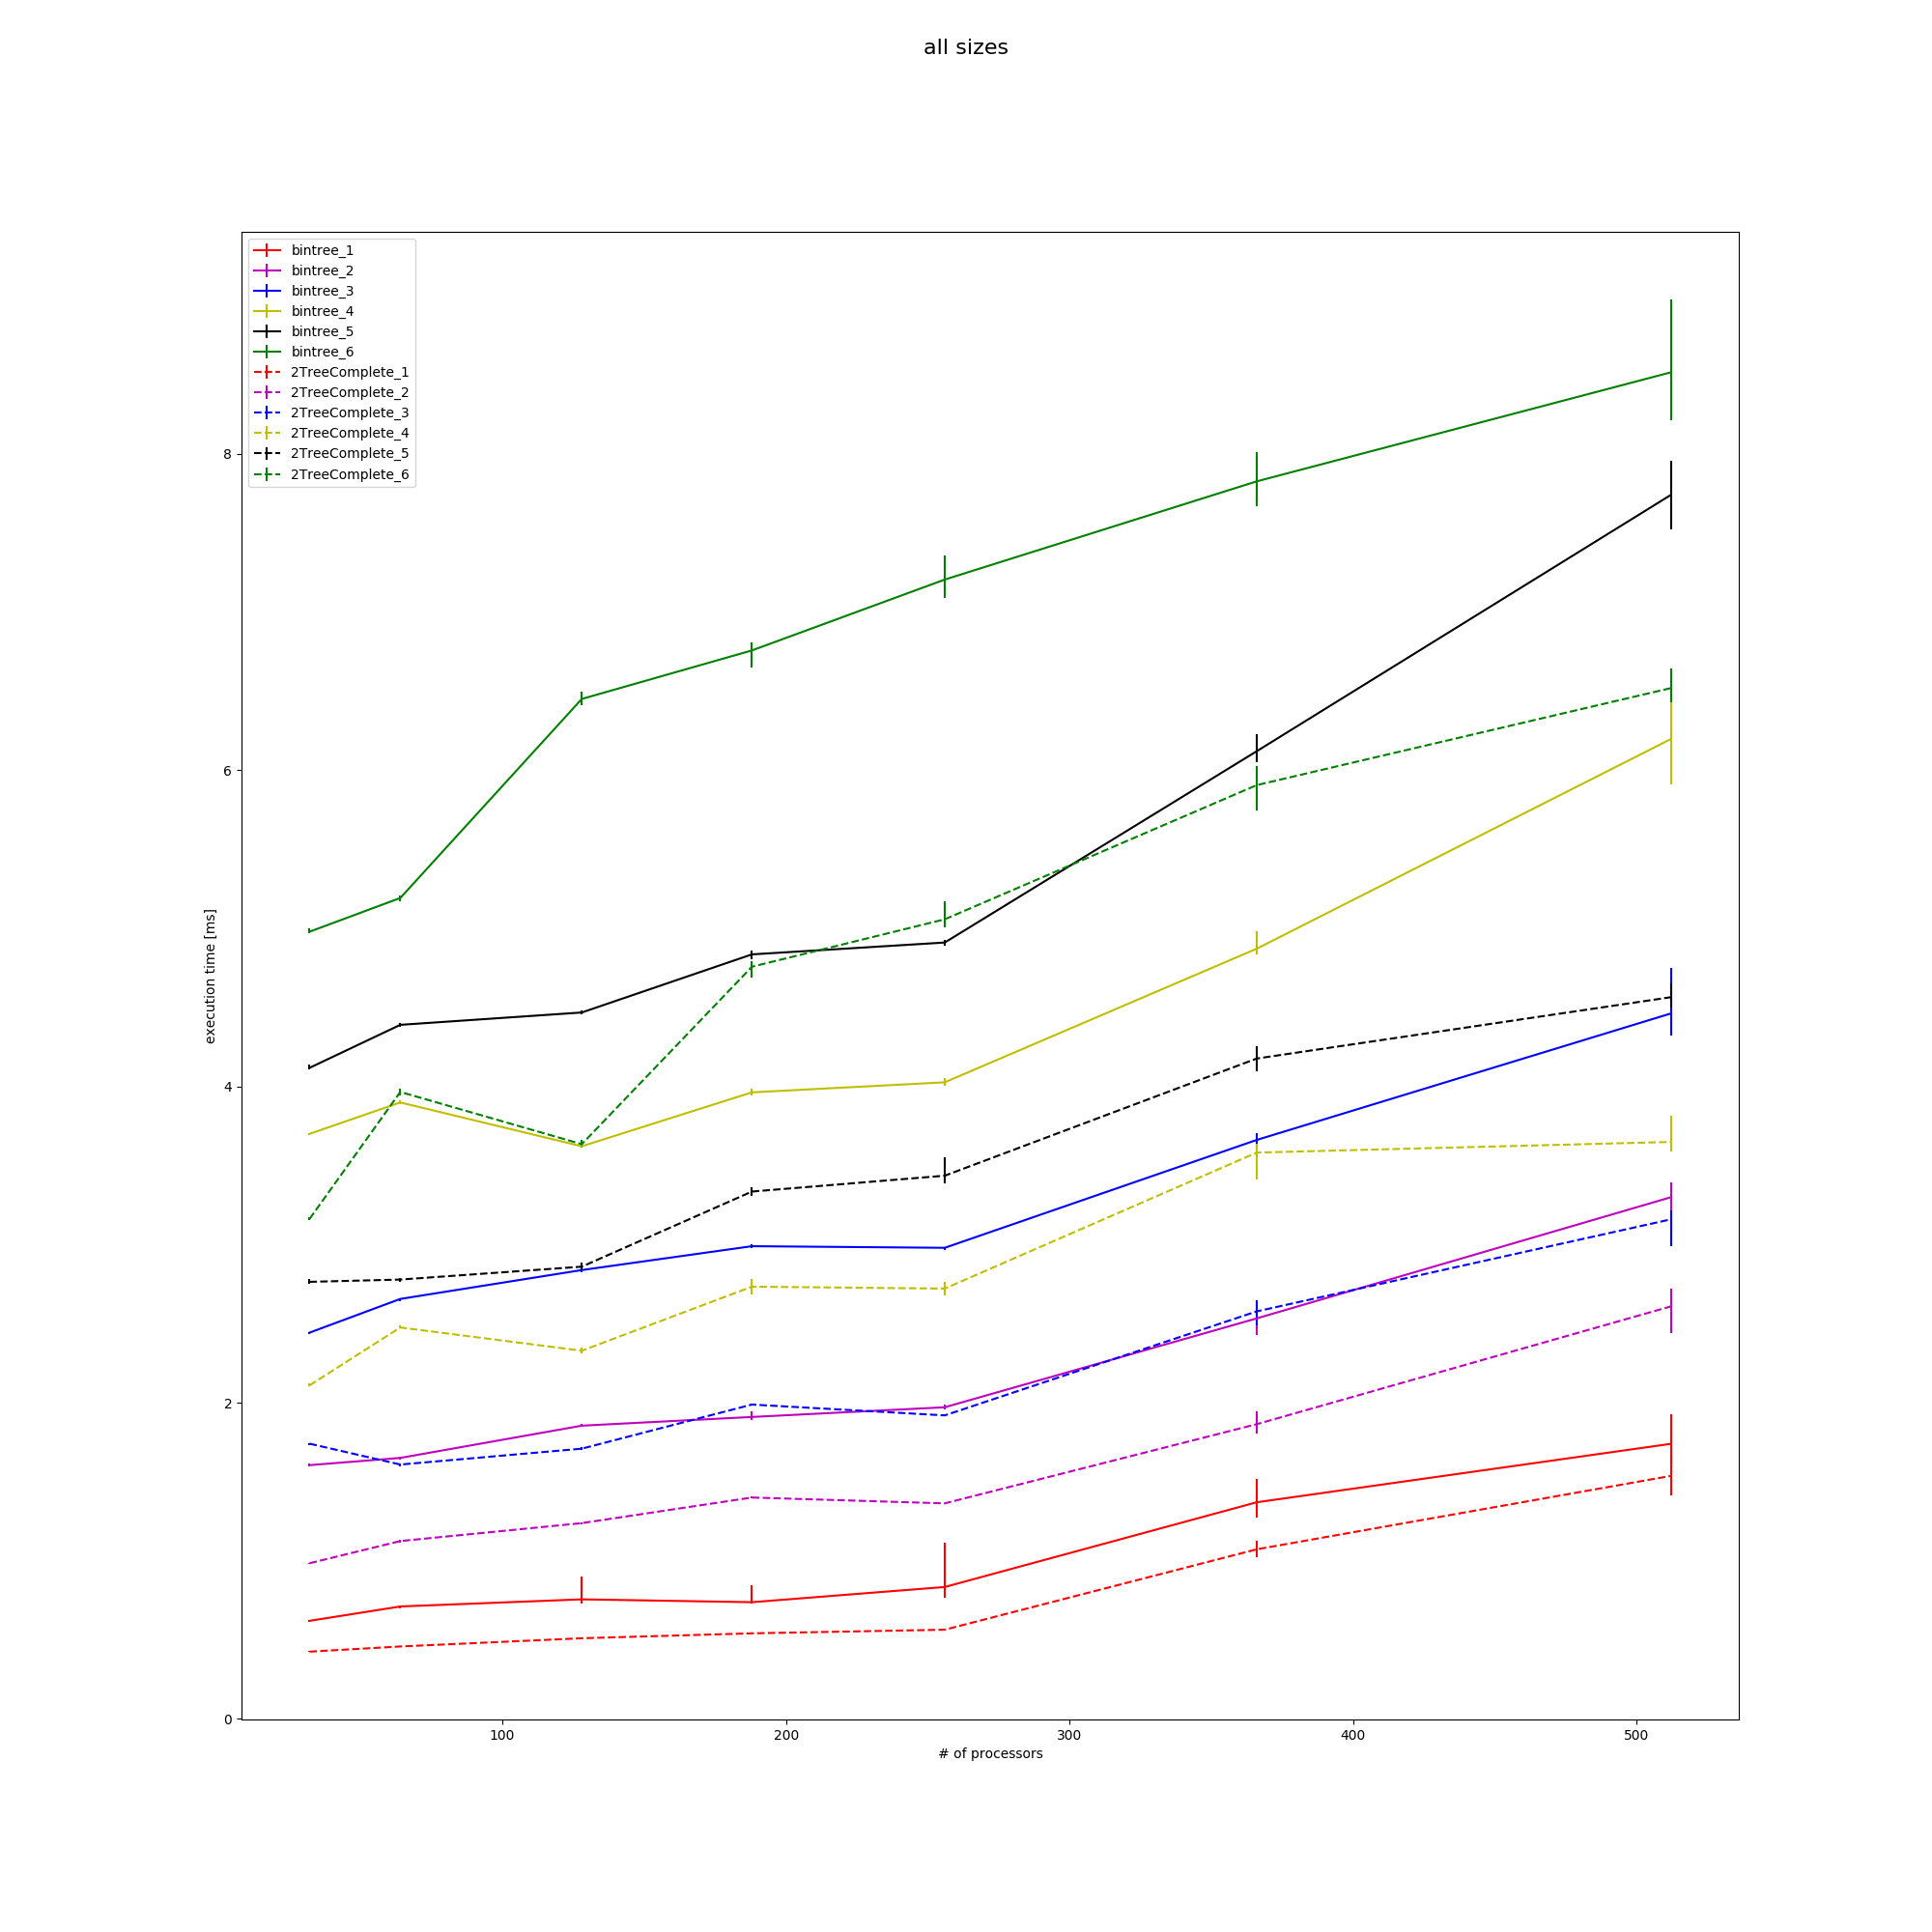 all sizes
bintree_1
bintree_2
bintree_3
bintree_4
bintree_5
bintree_6
2TreeComplete_1
2TreeComplete_2
2TreeComplete_3
2TreeComplete_4
2TreeComplete_5
2TreeComplete_6
8
6
4
2
0
execution time [ms]
100 200 300 400 500
# of processors